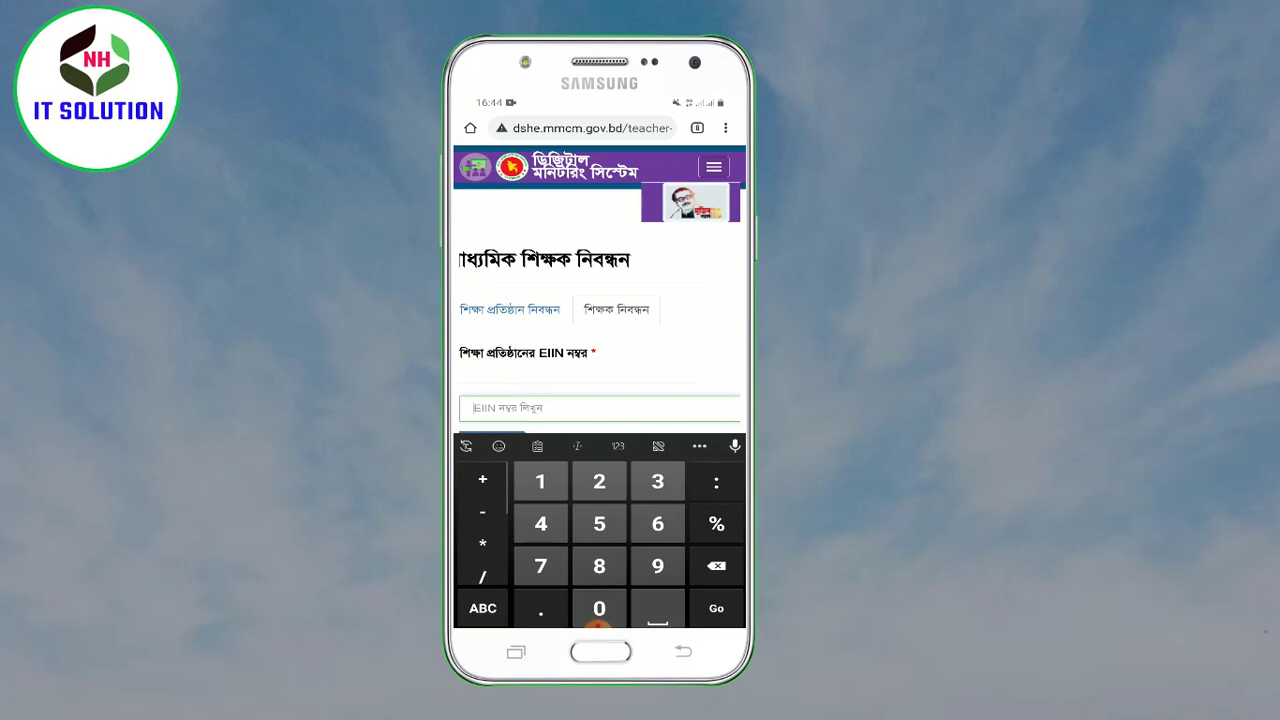 NH
IT SOLUTION
SAMSUNG
16:44
dshe.mmcm.gov.bd/teacher-
8
ডিজিটাল
মনিটরিং সিস্টেম
াধ্যমিক শিক্ষক নিবন্ধন
শিক্ষা প্রতিষ্ঠান নিবন্ধন
শিক্ষক নিবন্ধন
শিক্ষা প্রতিষ্ঠানের EIIN নম্বর *
EIIN নম্বর লিখুন
123
+ 1 2 3 :
- 4 5 6 %
* 7 8 9
/
ABC . 0 Go